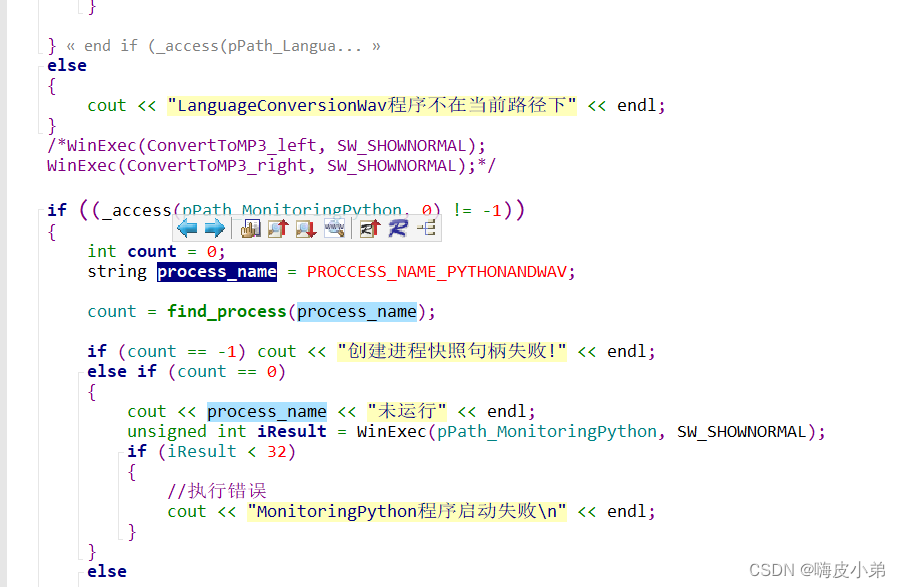 }
} « end if (_access(pPath_Langua... »
else
{
cout << "LanguageConversionWav程序不在当前路径下" << endl;
}
/*WinExec(ConvertToMP3_left, SW_SHOWNORMAL);
WinExec(ConvertToMP3_right, SW_SHOWNORMAL);*/
if ((_access(pPath_MonitoringPython, 0) != -1))
{
int count = 0;
string process_name = PROCCESS_NAME_PYTHONANDWAV;
count = find_process(process_name);
if (count == -1) cout << "创建进程快照句柄失败!" << endl;
else if (count == 0)
{
cout << process_name << "未运行" << endl;
unsigned int iResult = WinExec(pPath_MonitoringPython, SW_SHOWNORMAL);
if (iResult < 32)
{
//执行错误
cout << "MonitoringPython程序启动失败\n" << endl;
}
}
else
CSDN @嗨皮小弟